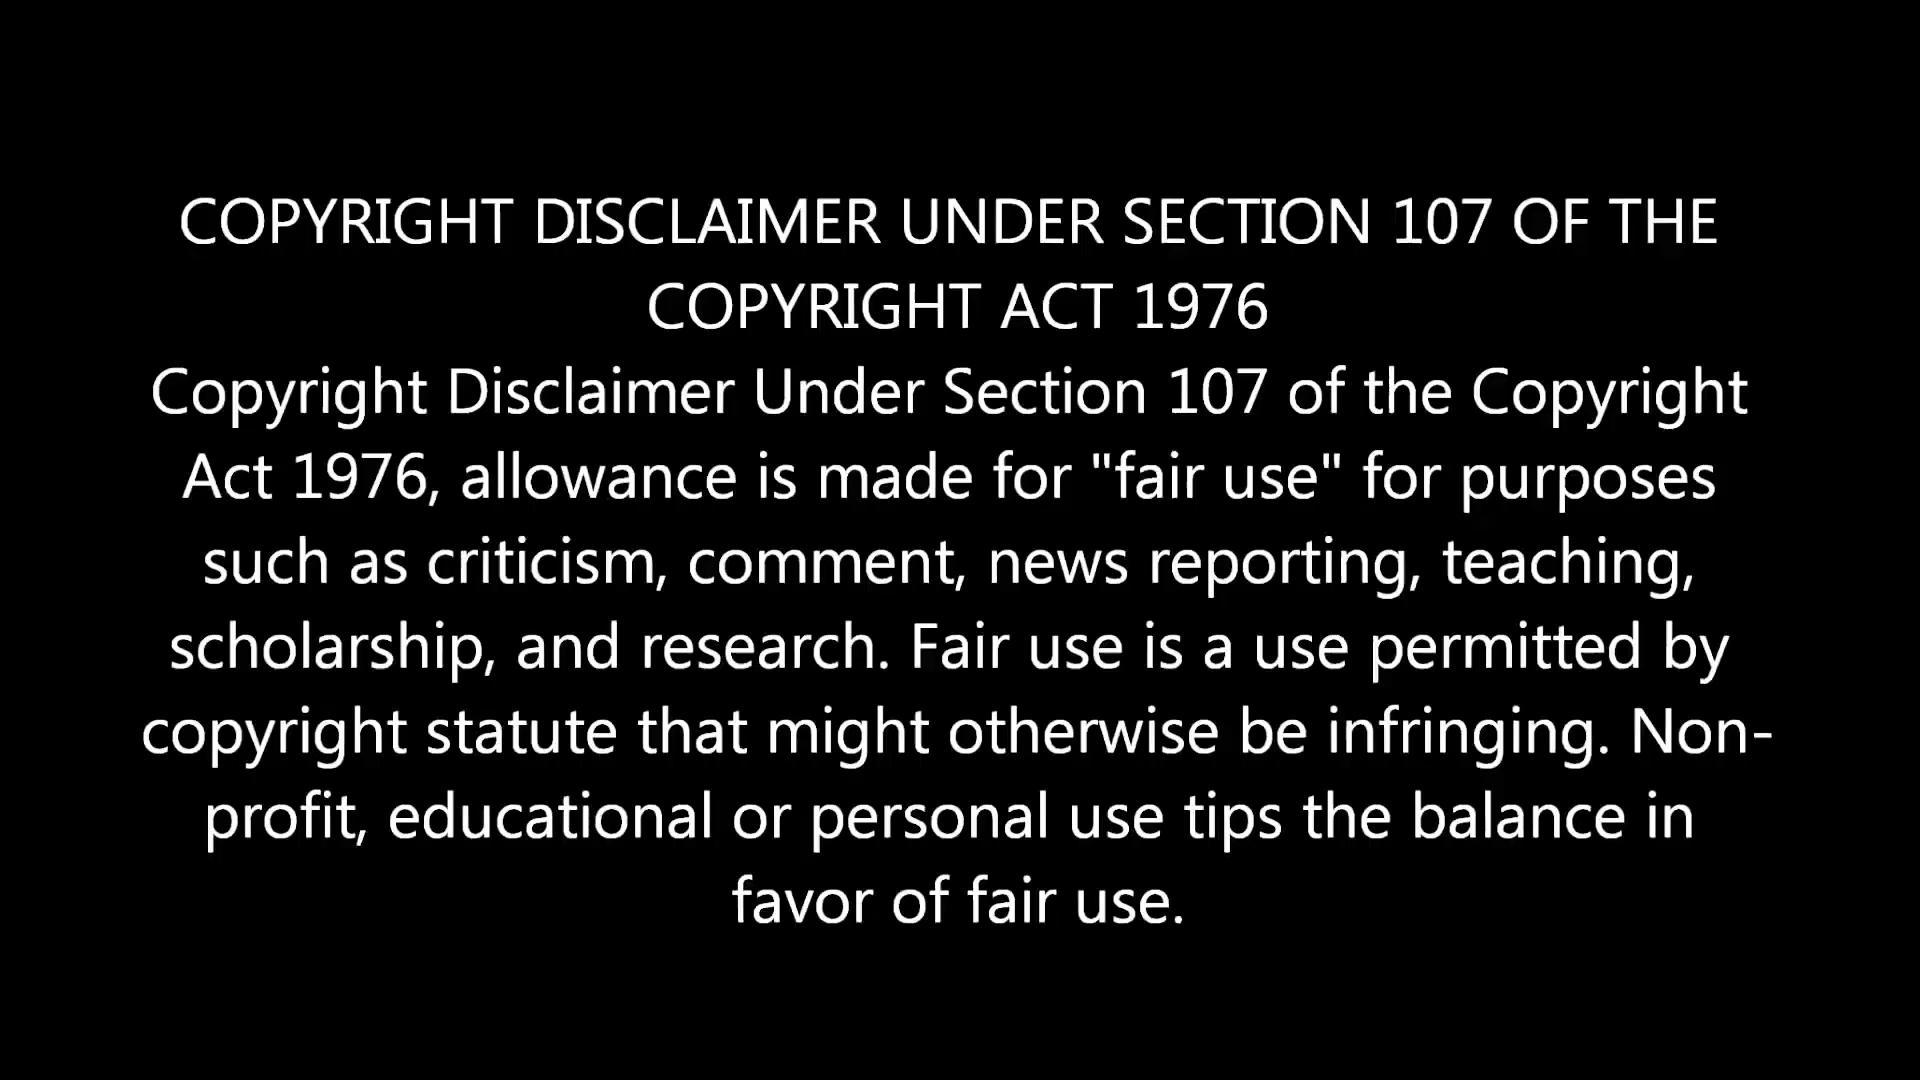 COPYRIGHT DISCLAIMER UNDER SECTION 107 OF THE
COPYRIGHT ACT 1976
Copyright Disclaimer Under Section 107 of the Copyright
Act 1976, allowance is made for "fair use" for purposes
such as criticism, comment, news reporting, teaching,
scholarship, and research. Fair use is a use permitted by
copyright statute that might otherwise be infringing. Non-
profit, educational or personal use tips the balance in
favor of fair use.